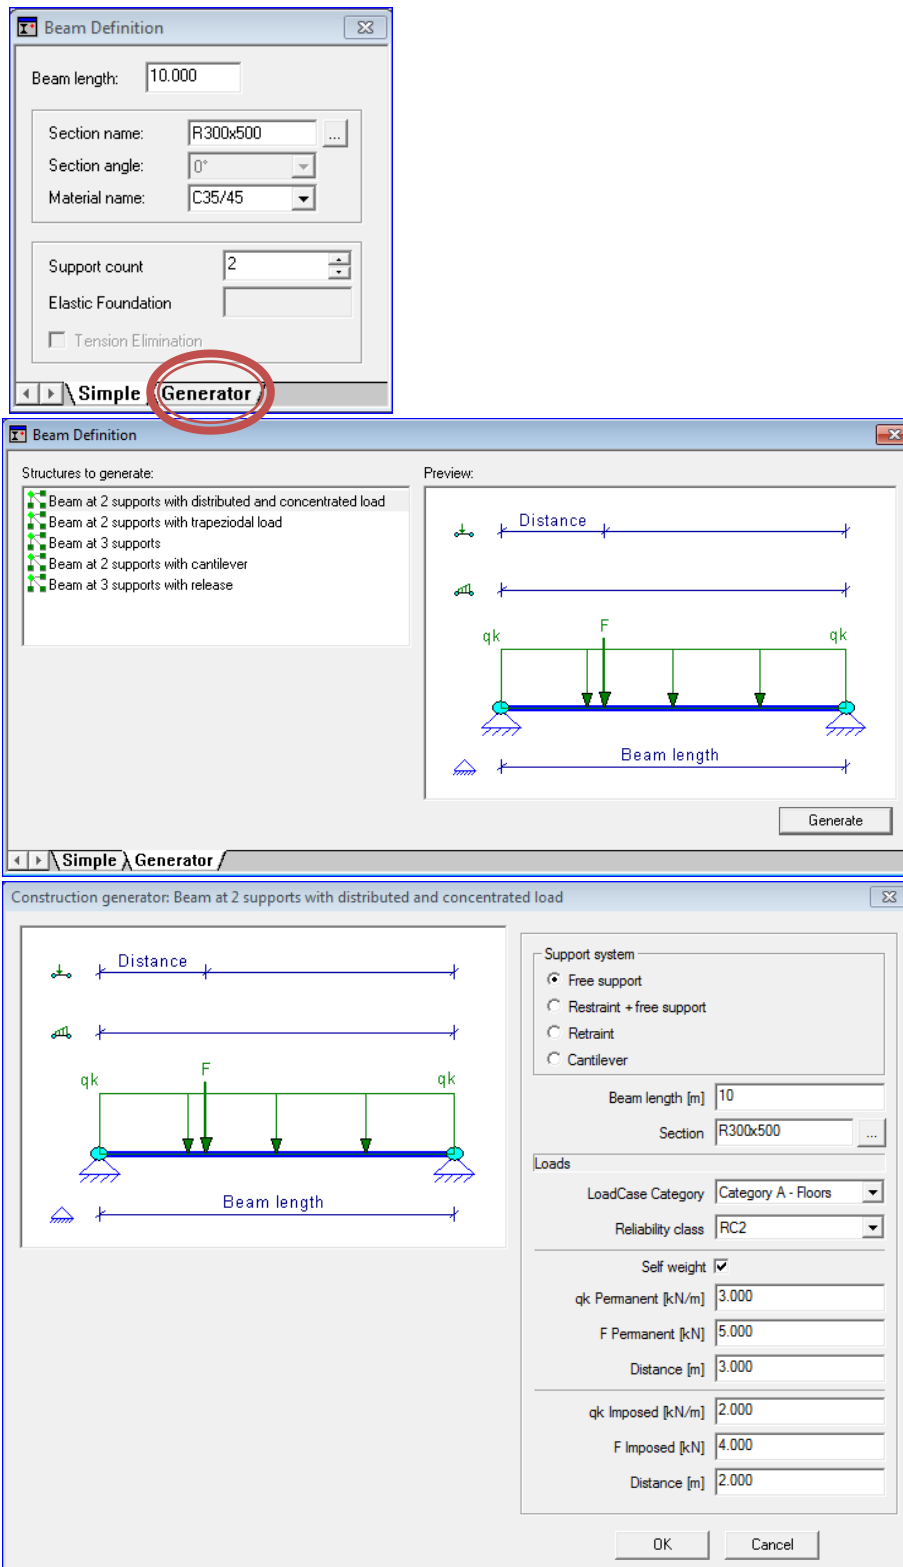 Beam Definition
Beam length: 10.000
Section name: R300x500 ...
Section angle: 0°
Material name: C35/45
Support count 2
Elastic Foundation
Tension Elimination
Simple Generator
Beam Definition
Structures to generate:
Beam at 2 supports with distributed and concentrated load
Beam at 2 supports with trapeziodal load
Beam at 3 supports
Beam at 2 supports with cantilever
Beam at 3 supports with release
Preview:
Distance
F
qk qk
Beam length
Generate
Simple Generator
Construction generator: Beam at 2 supports with distributed and concentrated load
Distance
F
qk qk
Beam length
Support system
Free support
Restraint + free support
Retraint
Cantilever
Beam length [m] 10
Section R300x500 ...
Loads
LoadCase Category Category A - Floors
Reliability class RC2
Self weight
qk Permanent [kN/m] 3.000
F Permanent [kN] 5.000
Distance [m] 3.000
qk Imposed [kN/m] 2.000
F Imposed [kN] 4.000
Distance [m] 2.000
OK Cancel